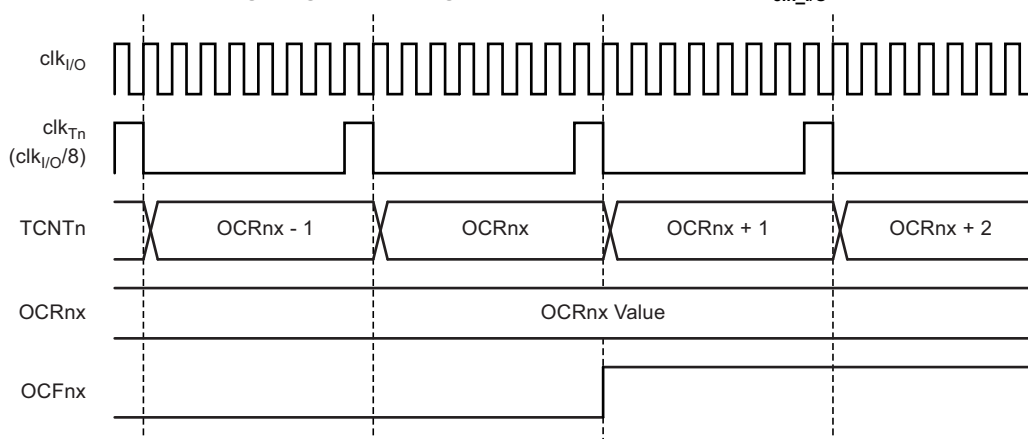 clkI/O
clkTn
(clkI/O/8)
TCNTn
OCRnx - 1
OCRnx
OCRnx + 1
OCRnx + 2
OCRnx
OCRnx Value
OCFnx